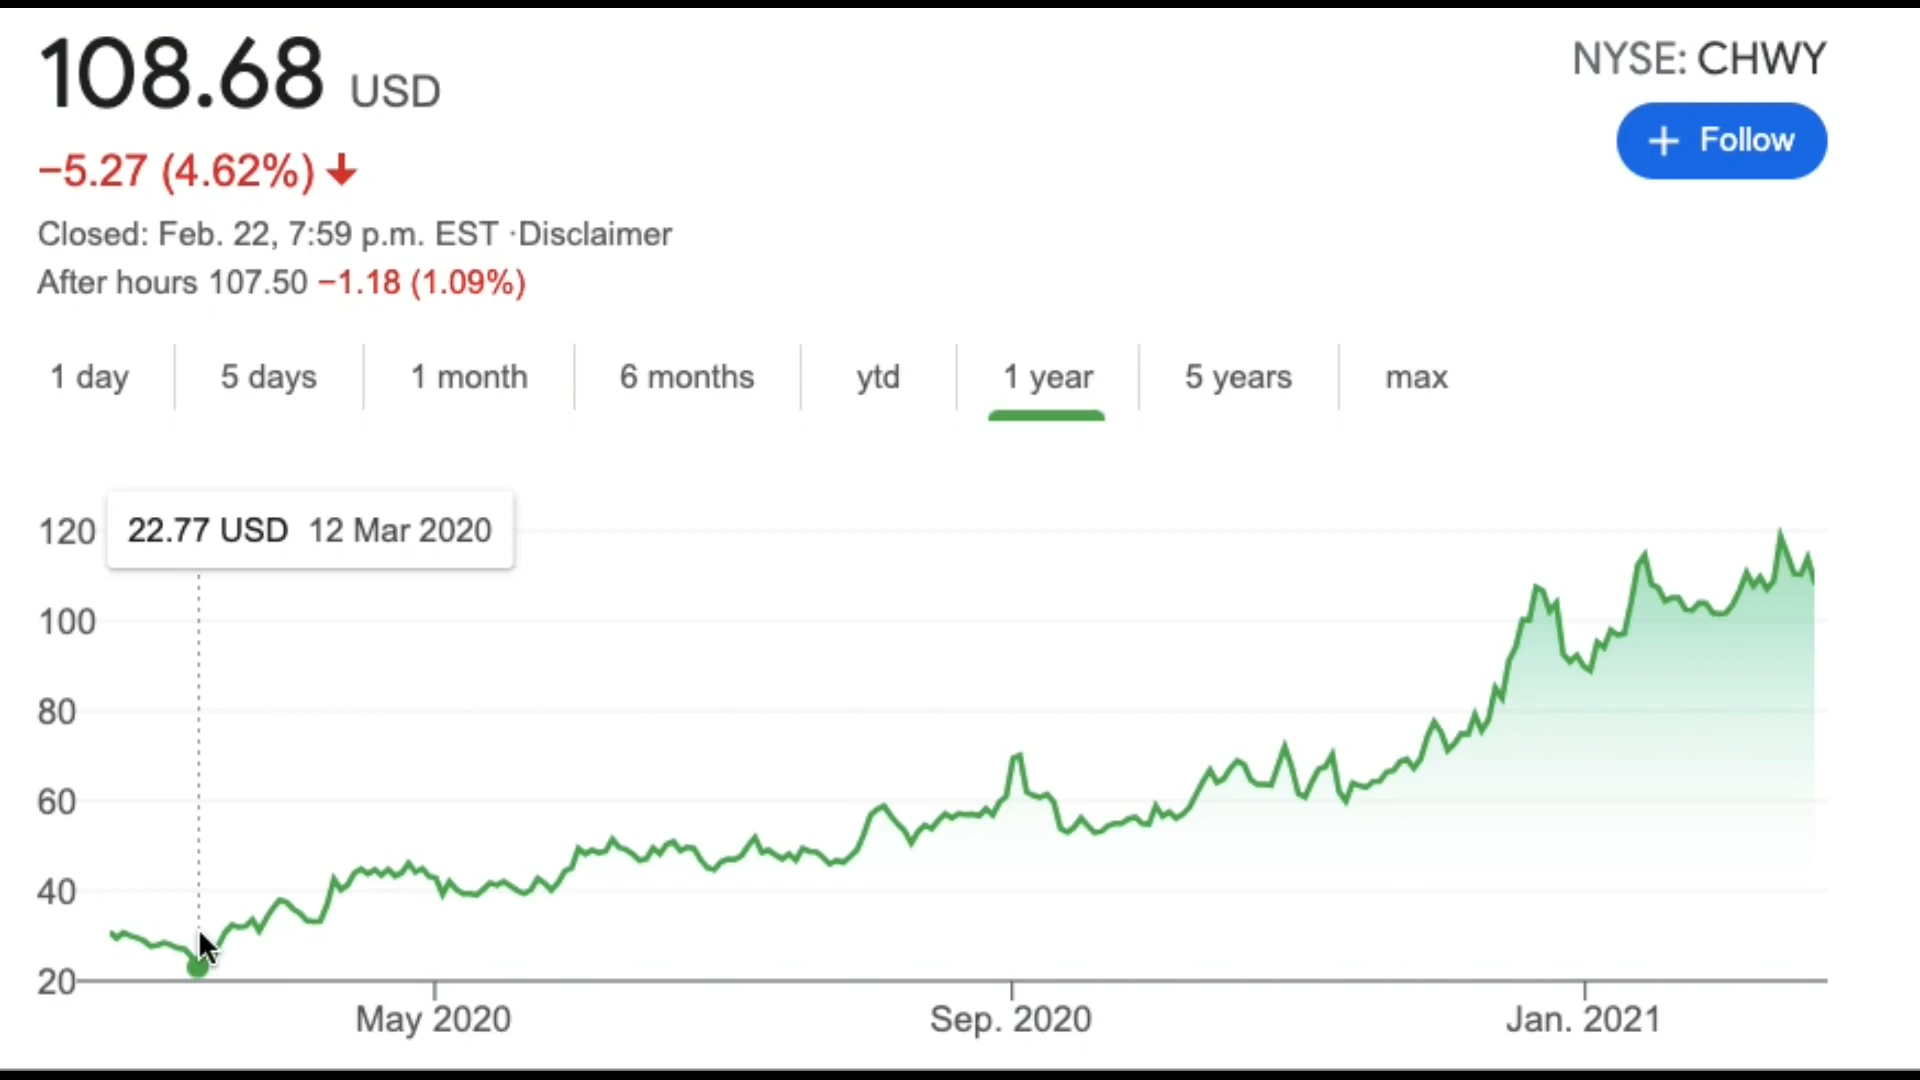 108.68 USD
NYSE: CHWY
+ Follow
−5.27 (4.62%)
Closed: Feb. 22, 7:59 p.m. EST ·Disclaimer
After hours 107.50 −1.18 (1.09%)
1 day 5 days 1 month 6 months ytd 1 year 5 years max
22.77 USD 12 Mar 2020
120
100
80
60
40
20
May 2020 Sep. 2020 Jan. 2021